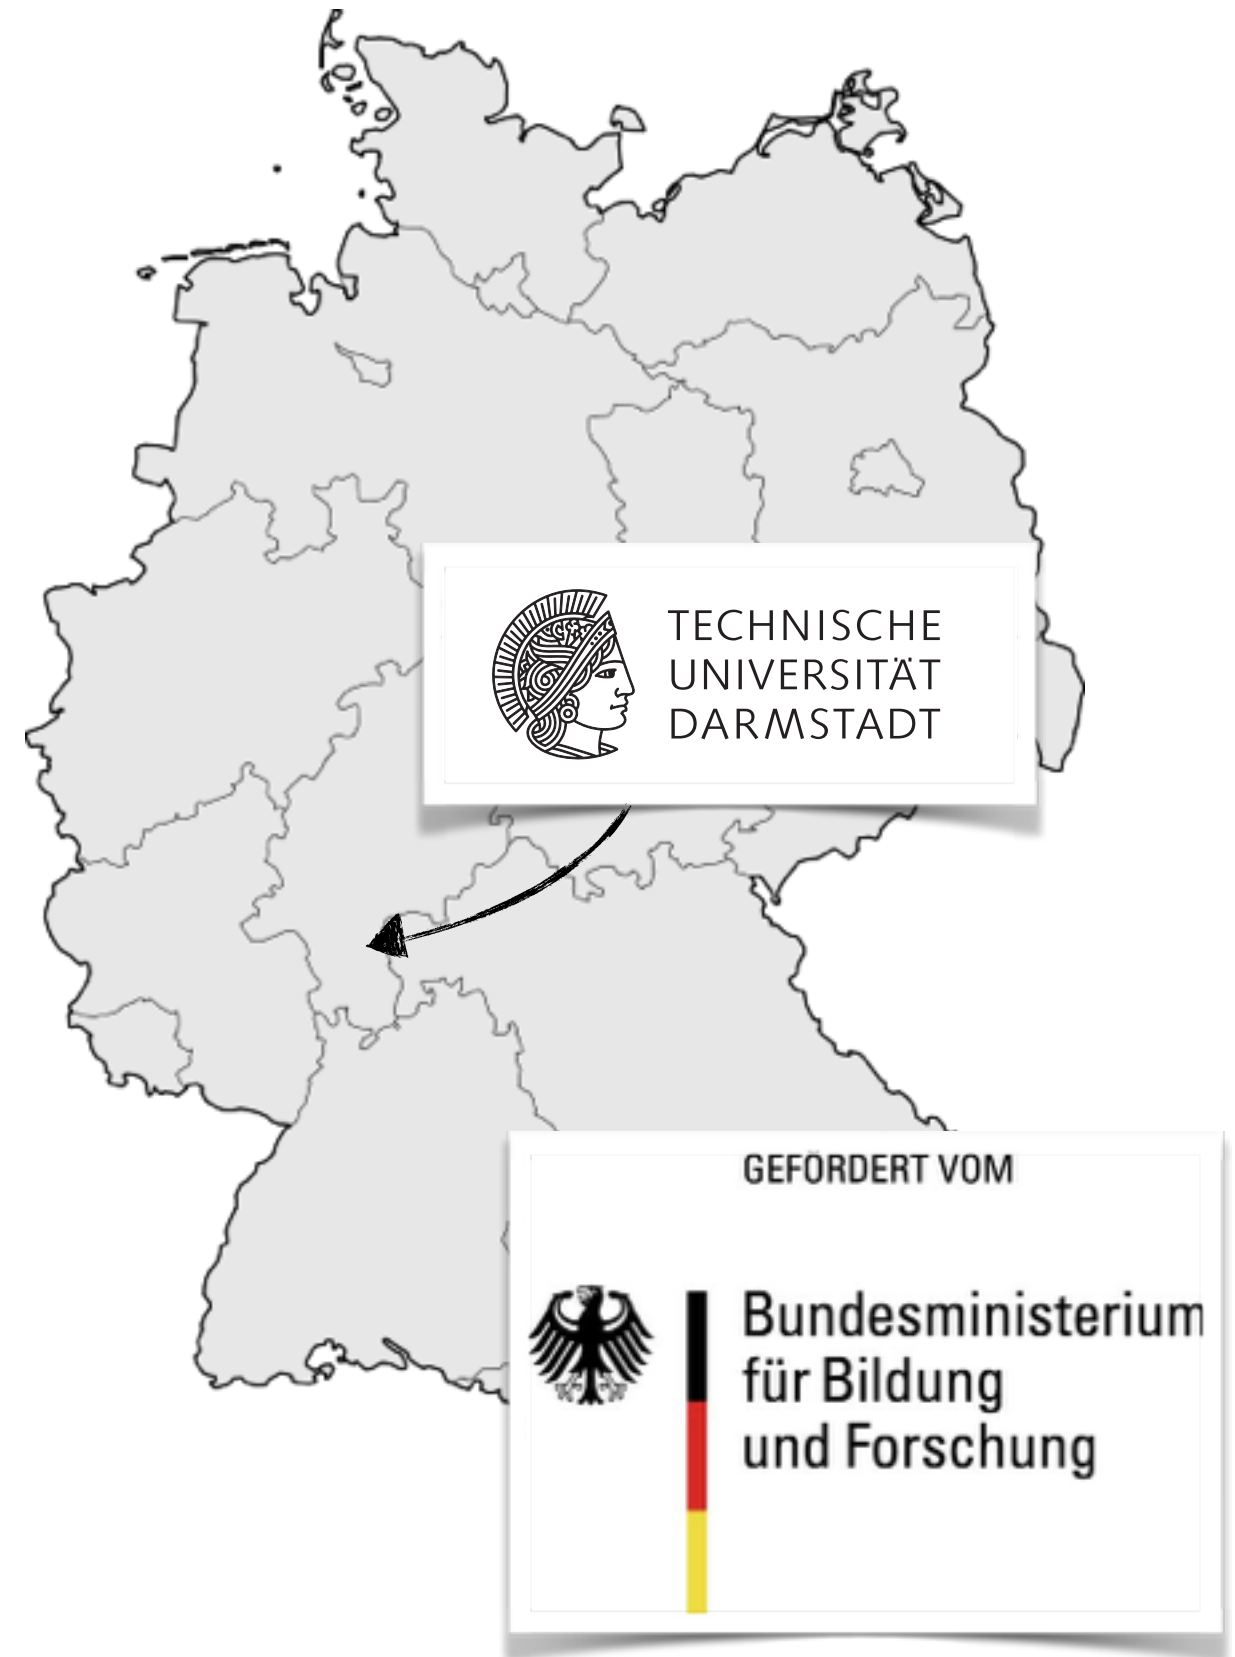 TECHNISCHE
UNIVERSITÄT
DARMSTADT
GEFÖRDERT VOM
Bundesministerium
für Bildung
und Forschung